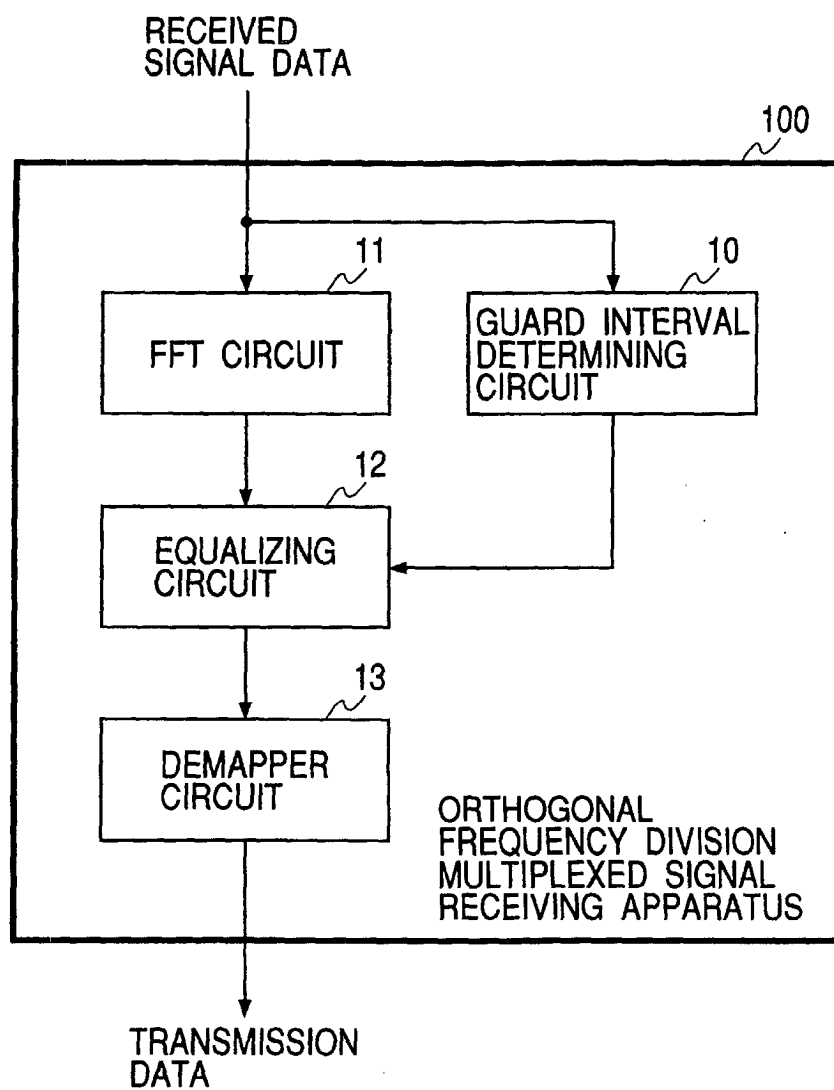 RECEIVED
SIGNAL DATA
100
11
10
FFT CIRCUIT
GUARD INTERVAL
DETERMINING
CIRCUIT
12
EQUALIZING
CIRCUIT
13
DEMAPPER
CIRCUIT
ORTHOGONAL
FREQUENCY DIVISION
MULTIPLEXED SIGNAL
RECEIVING APPARATUS
TRANSMISSION
DATA